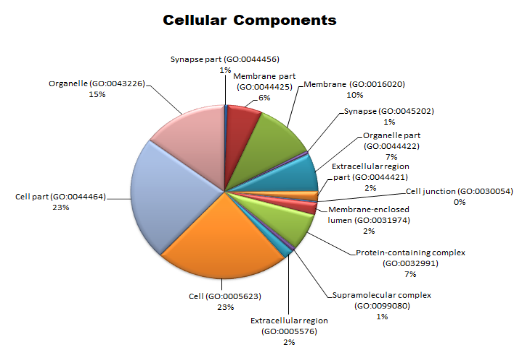 Cellular Components
Synapse part (GO:0044456)
1%
Membrane part
(GO:0044425)
6%
Membrane (GO:0016020)
10%
Synapse (GO:0045202)
1%
Organelle part
(GO:0044422)
7%
Extracellular region
part (GO:0044421)
2%
Cell junction (GO:0030054)
0%
Membrane-enclosed
lumen (GO:0031974)
2%
Protein-containing complex
(GO:0032991)
7%
Supramolecular complex
(GO:0099080)
1%
Extracellular region
(GO:0005576)
2%
Cell (GO:0005623)
23%
Cell part (GO:0044464)
23%
Organelle (GO:0043226)
15%